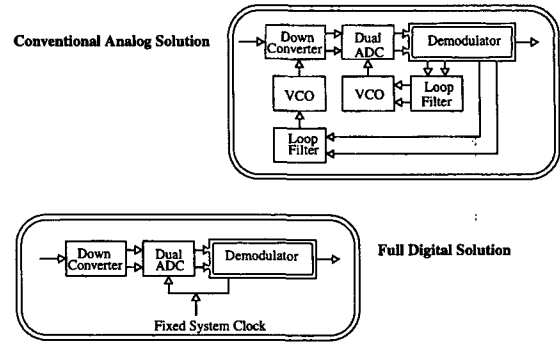 Conventional Analog Solution
Down
Converter
Dual
ADC
Demodulator
VCO
VCO
Loop
Filter
Loop
Filter
Down
Converter
Dual
ADC
Demodulator
Full Digital Solution
Fixed System Clock